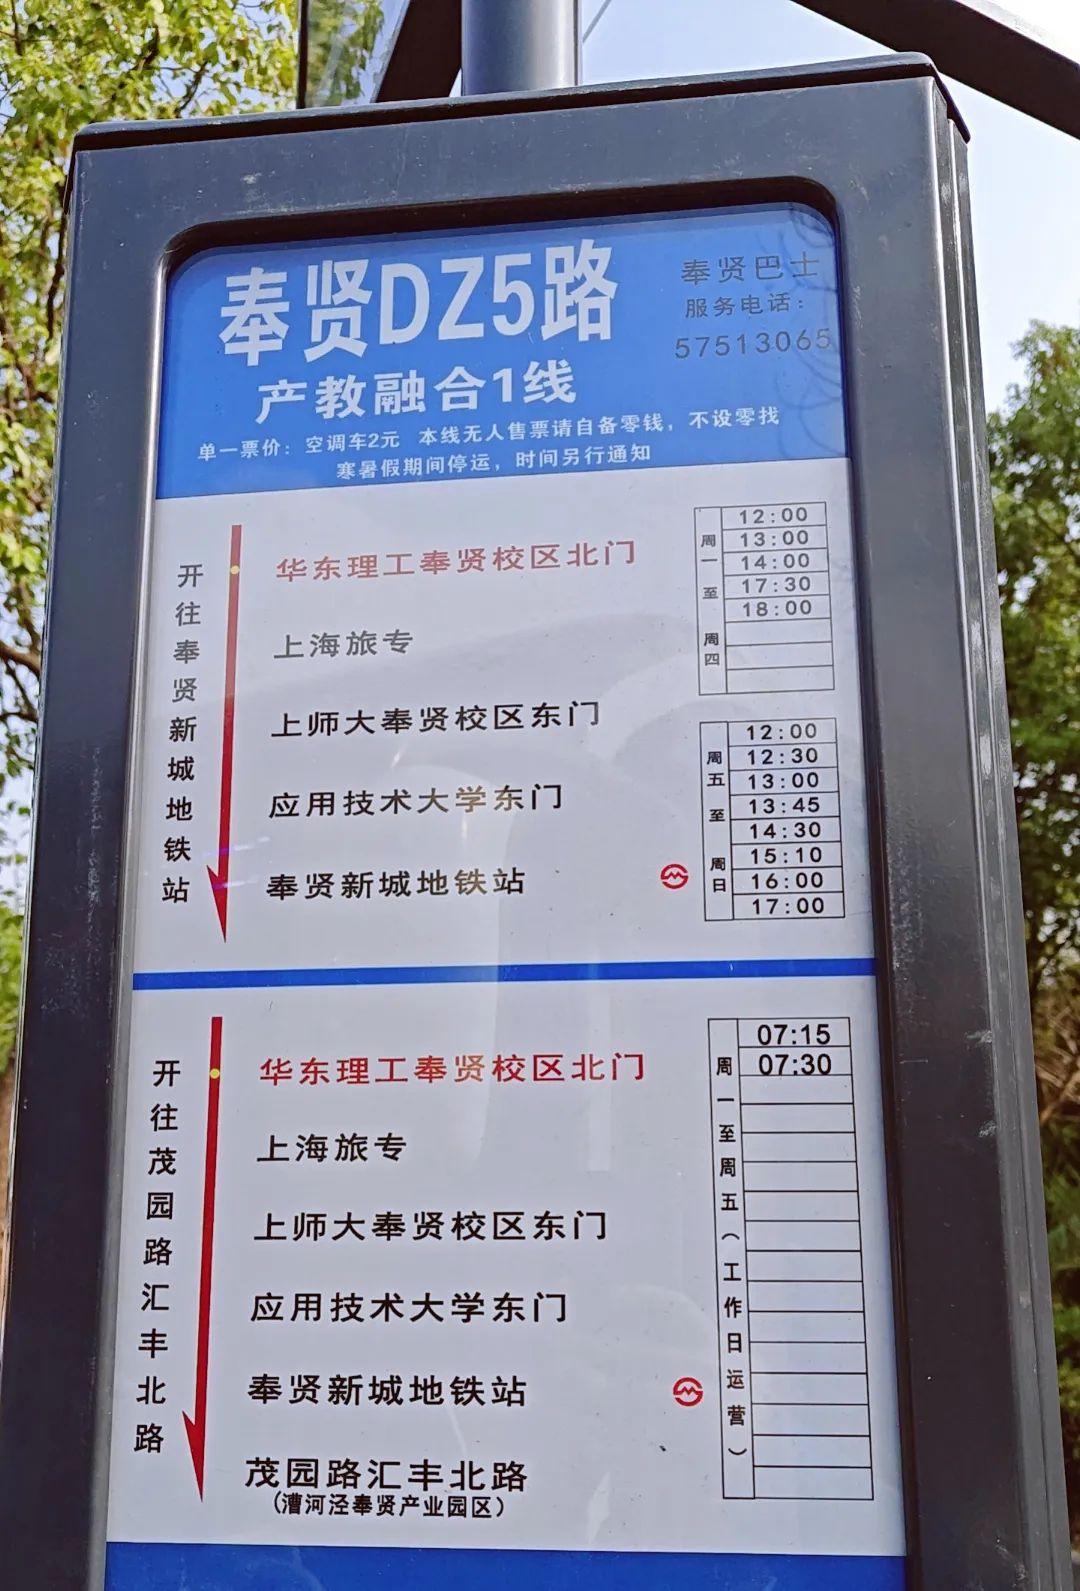 奉贤DZ5路
奉贤巴士
服务电话：
57513065
产教融合1线
单一票价：空调车2元 本线无人售票请自备零钱，不设零找
寒暑假期间停运，时间另行通知
开往奉贤新城地铁站
华东理工奉贤校区北门
上海旅专
上师大奉贤校区东门
应用技术大学东门
奉贤新城地铁站
周一至周四
12:00
13:00
14:00
17:30
18:00
周五至周日
12:00
12:30
13:00
13:45
14:30
15:10
16:00
17:00
开往茂园路汇丰北路
华东理工奉贤校区北门
上海旅专
上师大奉贤校区东门
应用技术大学东门
奉贤新城地铁站
茂园路汇丰北路
(漕河泾奉贤产业园区)
周一至周五(工作日运营)
07:15
07:30